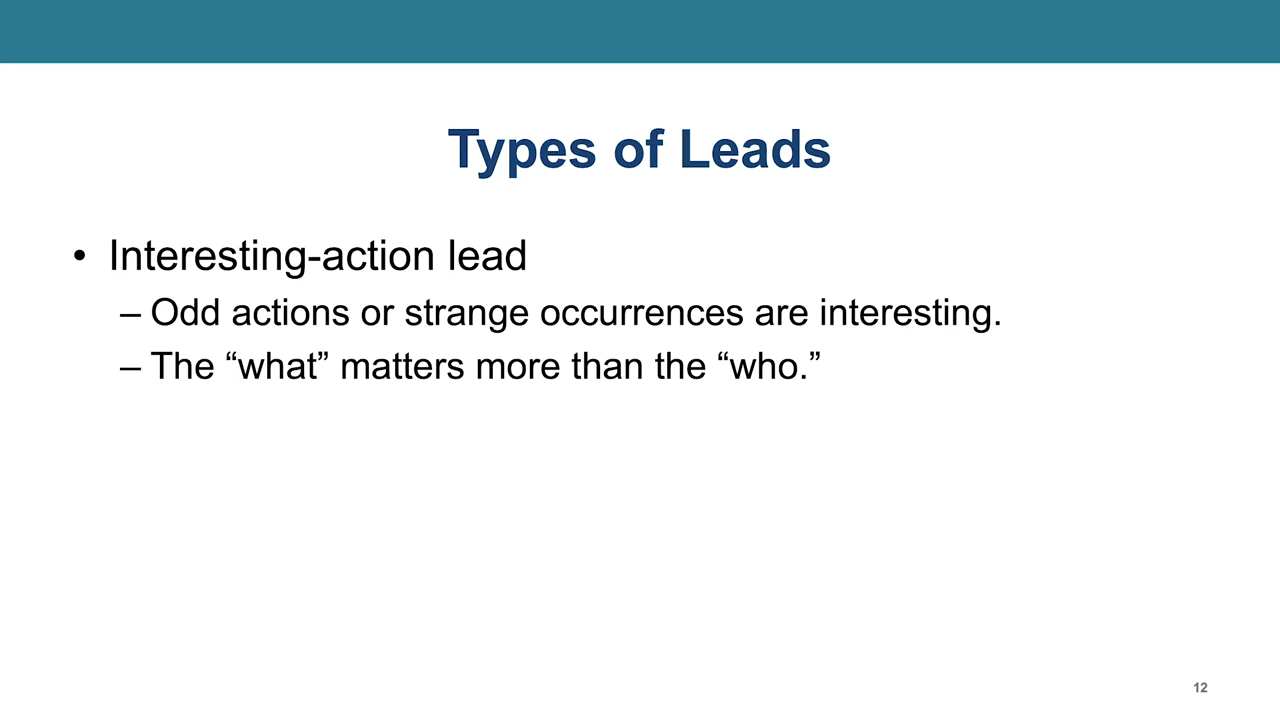 Types of Leads
• Interesting-action lead
– Odd actions or strange occurrences are interesting.
– The “what” matters more than the “who.”
12